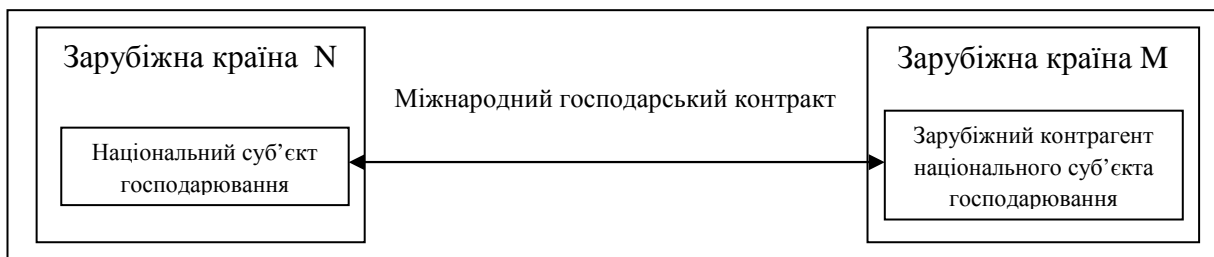 Зарубіжна країна N
Національний суб’єкт
господарювання
Міжнародний господарський контракт
Зарубіжна країна М
Зарубіжний контрагент
національного суб’єкта
господарювання